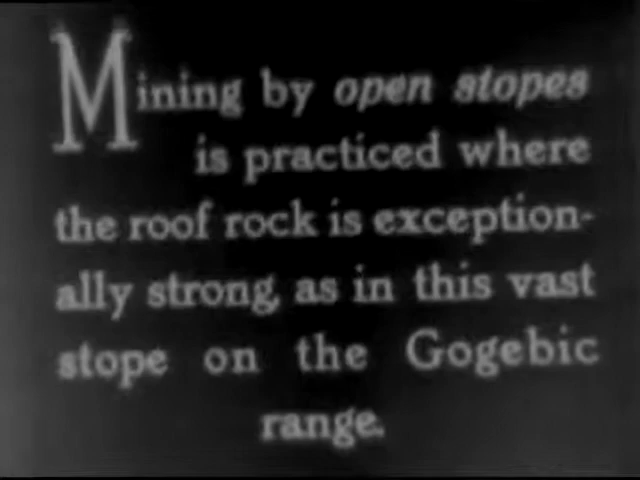 Mining by open stopes
is practiced where
the roof rock is exception-
ally strong, as in this vast
stope on the Gogebic
range.